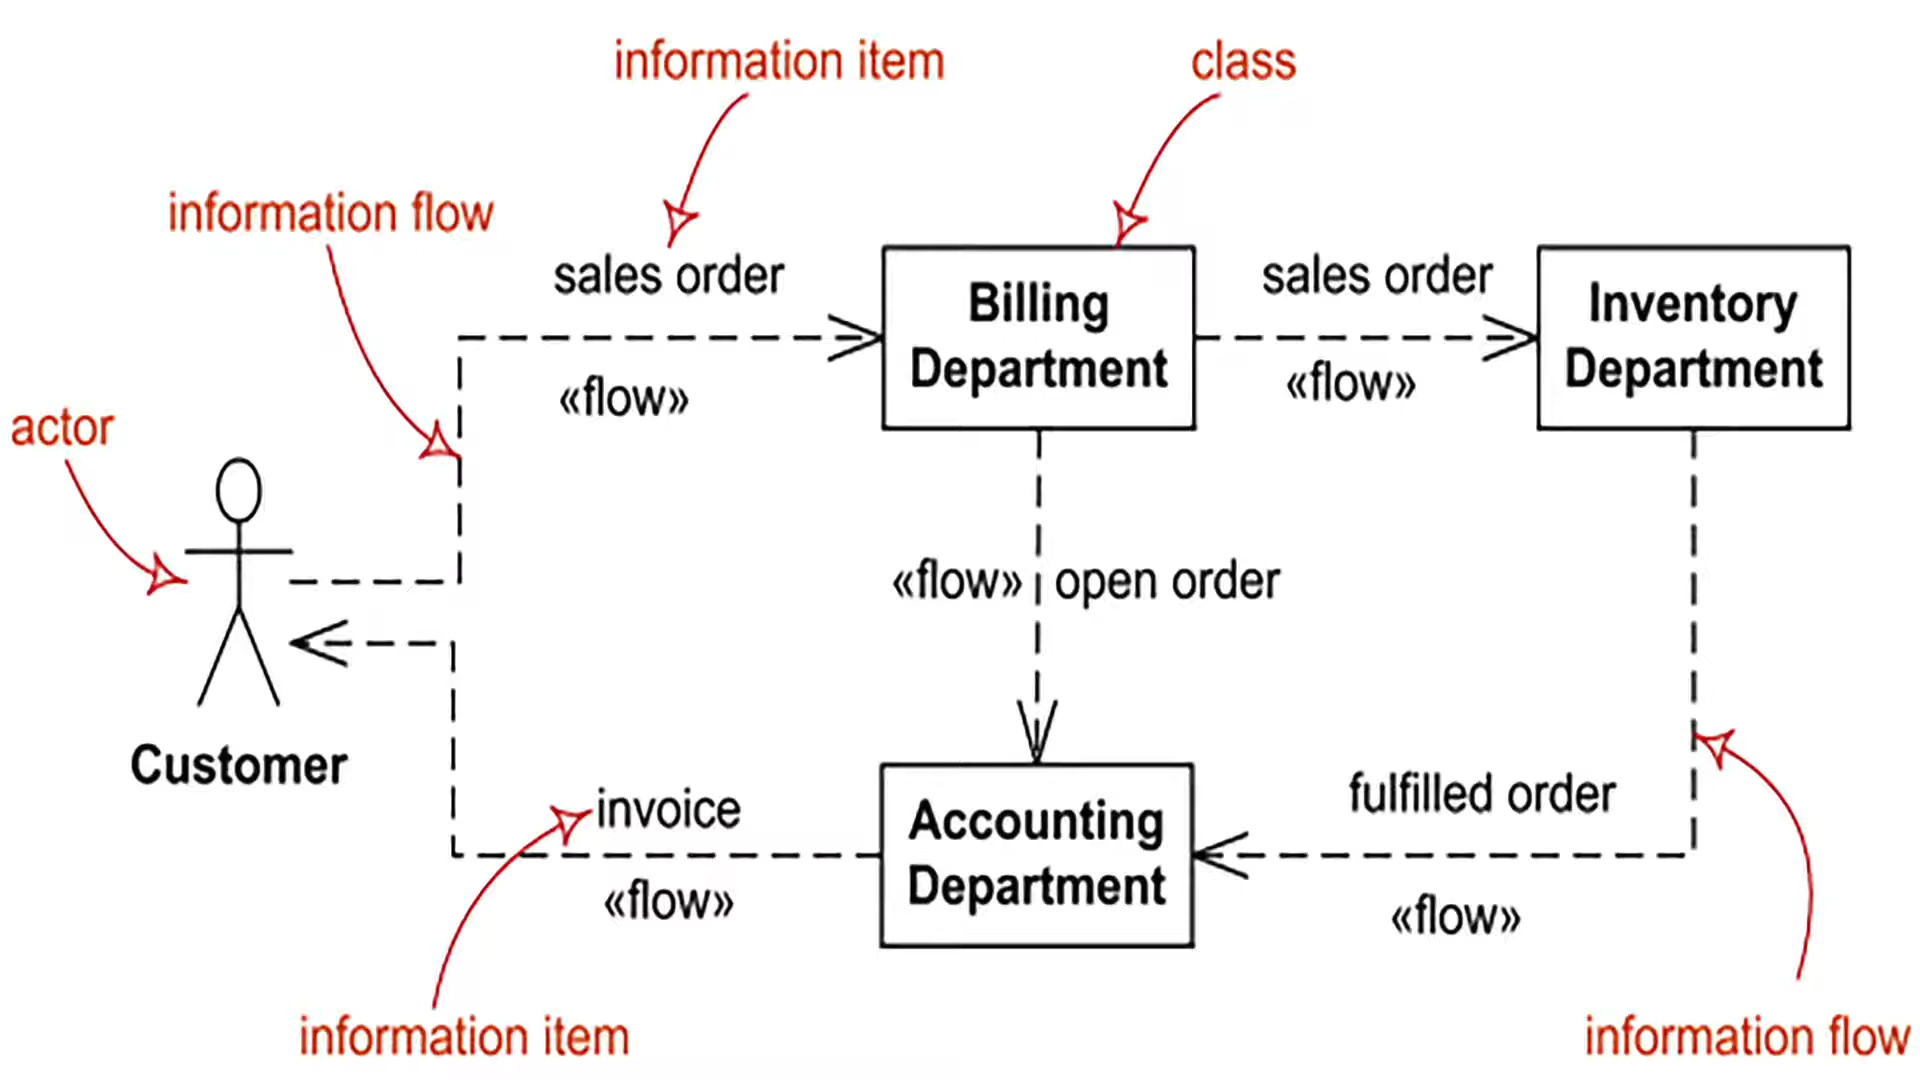 information item
class
information flow
sales order
Billing
Department
sales order
Inventory
Department
«flow»
«flow»
actor
«flow»
open order
Customer
invoice
Accounting
Department
fulfilled order
«flow»
«flow»
information item
information flow